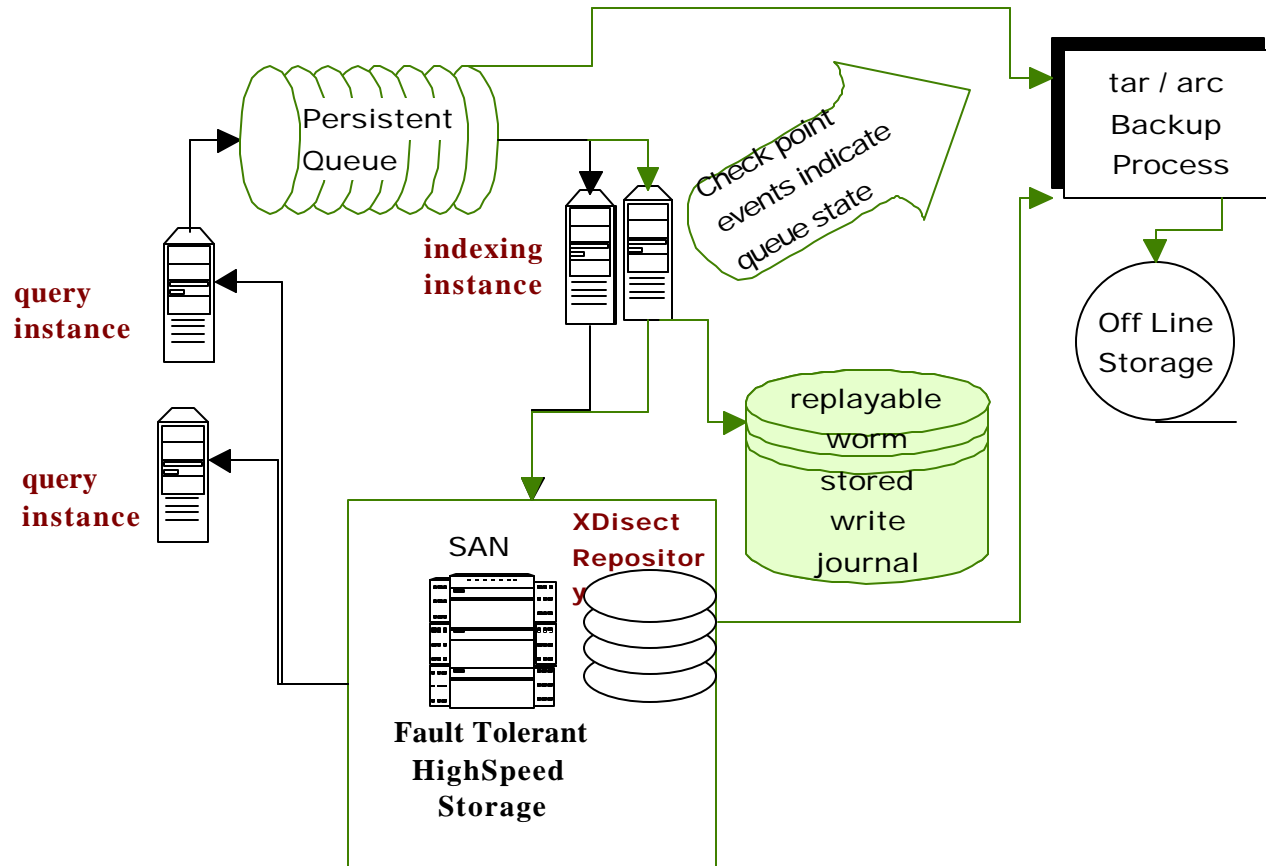 Persistent
Queue
Check point
events indicate
queue state
tar / arc
Backup
Process
indexing
instance
query
instance
Off Line
Storage
replayable
worm
stored
write
journal
query
instance
SAN
XDisect
Repositor
y
Fault Tolerant
HighSpeed
Storage